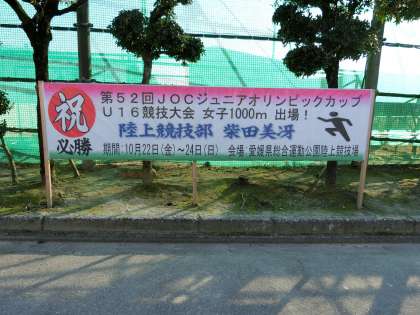 祝
必勝
第52回JOCジュニアオリンピックカップ
U16競技大会 女子1000m 出場！
陸上競技部 柴田美冴
期間：10月22日(金)～24日(日) 会場：愛媛県総合運動公園陸上競技場